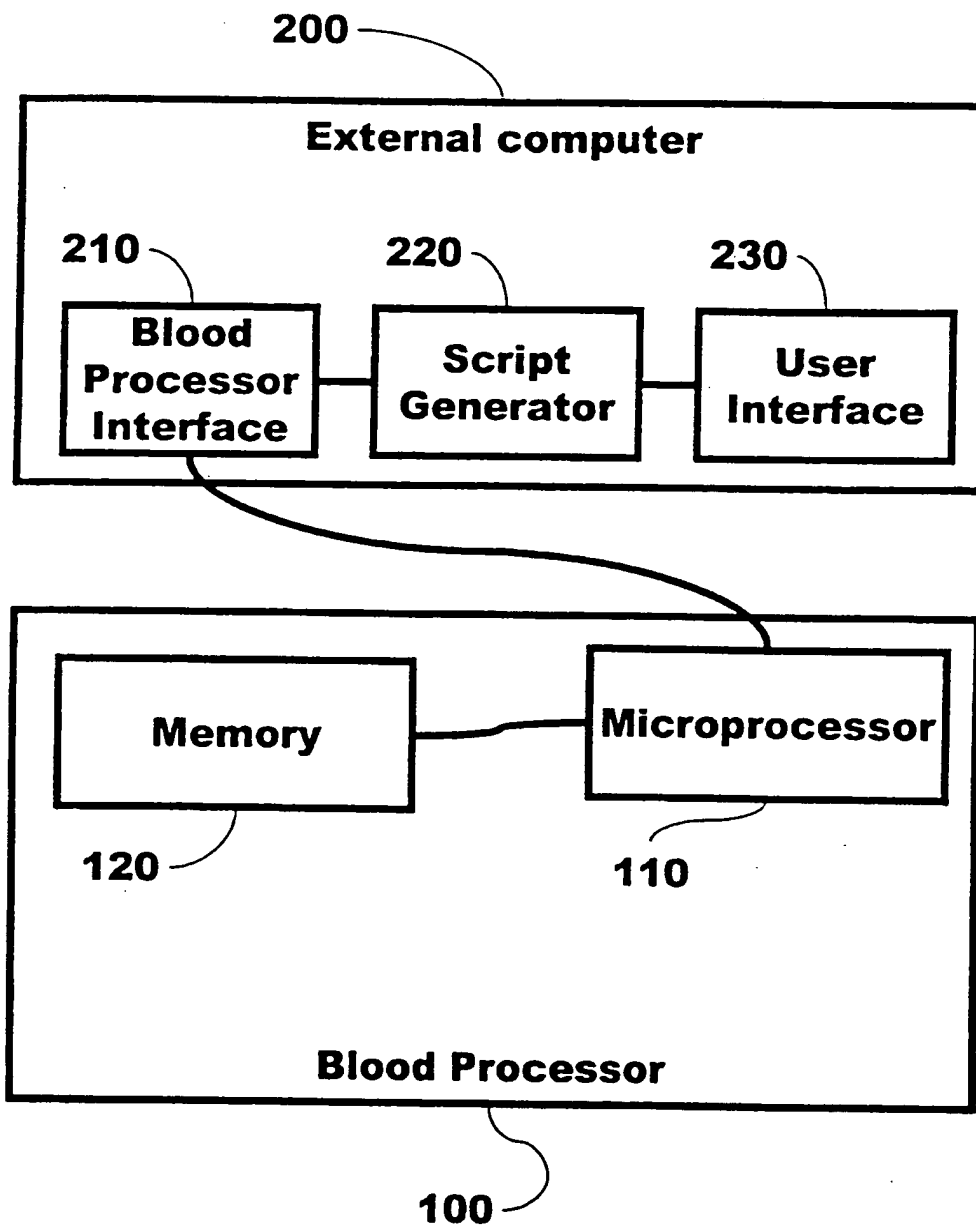 200
External computer
210
220
230
Blood
Processor
Interface
Script
Generator
User
Interface
Memory
Microprocessor
120
110
Blood Processor
100